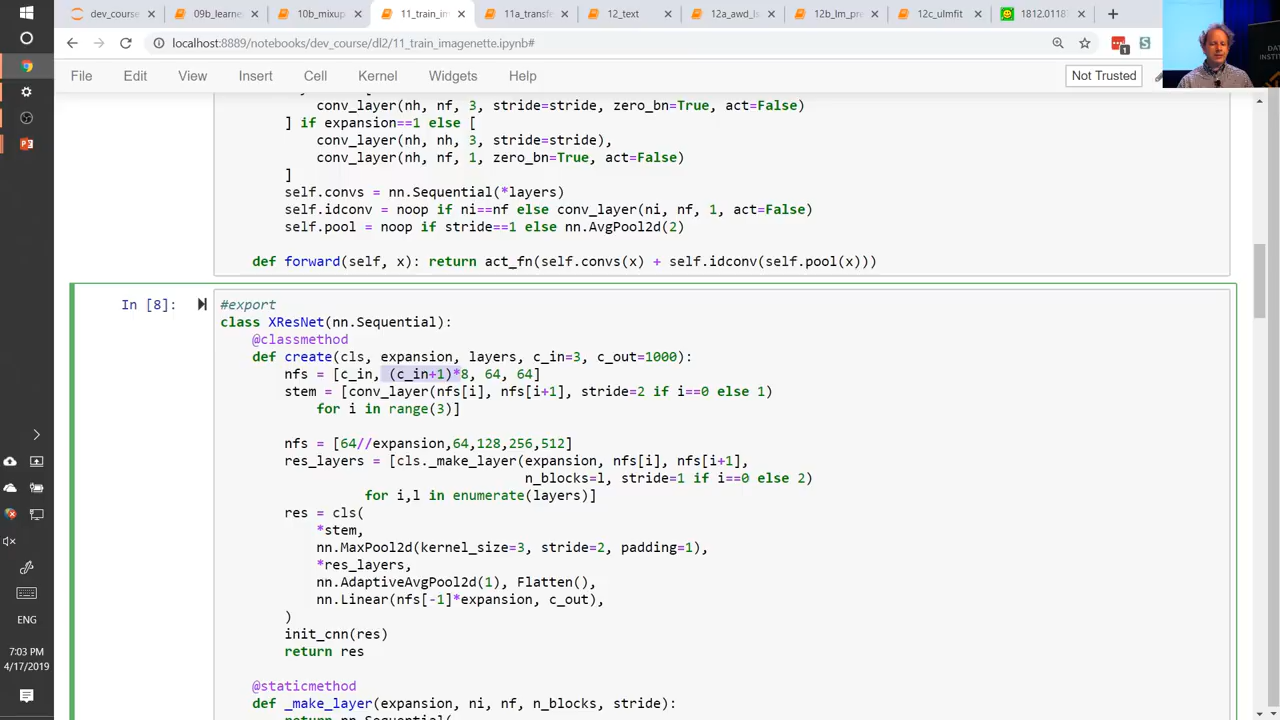 dev_course/
09b_learne
10b_mixup
11_train_im
11a_transfe
12_text
12a_awd_l
12b_lm_pre
12c_ulmfit
1812.0118
localhost:8889/notebooks/dev_course/dl2/11_train_imagenette.ipynb#
File Edit View Insert Cell Kernel Widgets Help
Not Trusted
conv_layer(nh, nf, 3, stride=stride, zero_bn=True, act=False)
] if expansion==1 else [
conv_layer(nh, nh, 3, stride=stride),
conv_layer(nh, nf, 1, zero_bn=True, act=False)
]
self.convs = nn.Sequential(*layers)
self.idconv = noop if ni==nf else conv_layer(ni, nf, 1, act=False)
self.pool = noop if stride==1 else nn.AvgPool2d(2)
def forward(self, x): return act_fn(self.convs(x) + self.idconv(self.pool(x)))
In [8]:
#export
class XResNet(nn.Sequential):
@classmethod
def create(cls, expansion, layers, c_in=3, c_out=1000):
nfs = [c_in, (c_in+1)*8, 64, 64]
stem = [conv_layer(nfs[i], nfs[i+1], stride=2 if i==0 else 1)
for i in range(3)]
nfs = [64//expansion,64,128,256,512]
res_layers = [cls._make_layer(expansion, nfs[i], nfs[i+1],
n_blocks=l, stride=1 if i==0 else 2)
for i,l in enumerate(layers)]
res = cls(
*stem,
nn.MaxPool2d(kernel_size=3, stride=2, padding=1),
*res_layers,
nn.AdaptiveAvgPool2d(1), Flatten(),
nn.Linear(nfs[-1]*expansion, c_out),
)
init_cnn(res)
return res
@staticmethod
def _make_layer(expansion, ni, nf, n_blocks, stride):
ENG
7:03 PM
4/17/2019